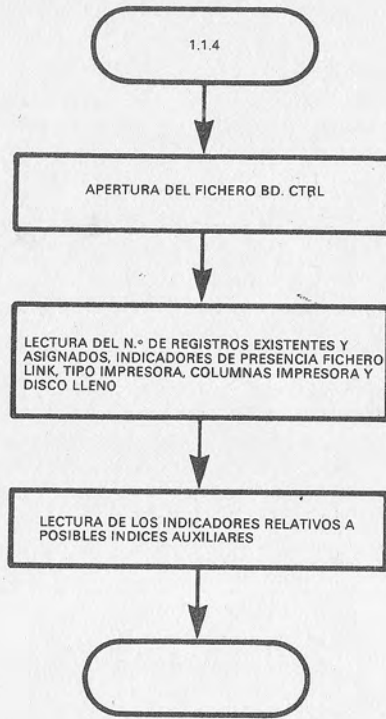 1.1.4
APERTURA DEL FICHERO BD. CTRL
LECTURA DEL N.º DE REGISTROS EXISTENTES Y
ASIGNADOS, INDICADORES DE PRESENCIA FICHERO
LINK, TIPO IMPRESORA, COLUMNAS IMPRESORA Y
DISCO LLENO
LECTURA DE LOS INDICADORES RELATIVOS A
POSIBLES INDICES AUXILIARES